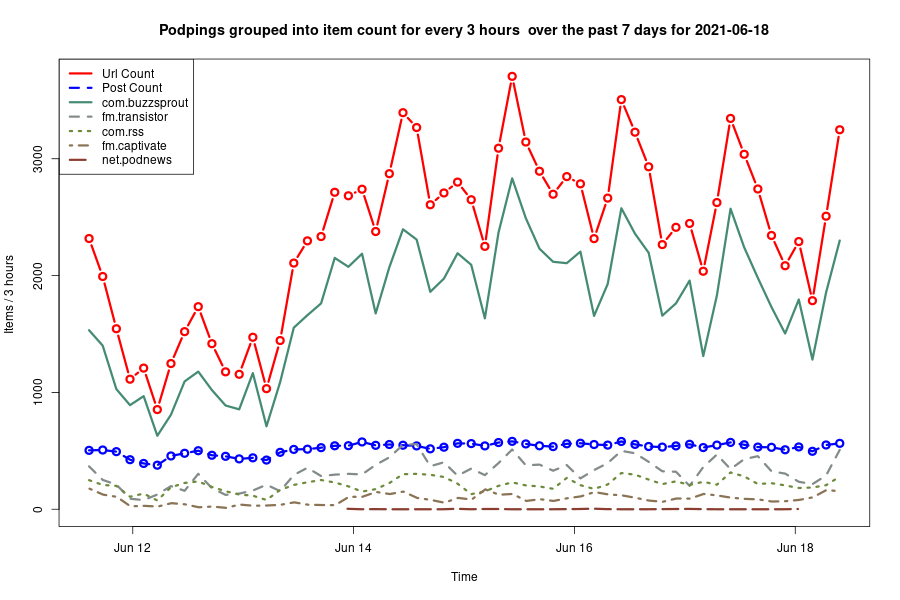 Podpings grouped into item count for every 3 hours  over the past 7 days for 2021-06-18
Url Count
Post Count
com.buzzsprout
fm.transistor
com.rss
fm.captivate
net.podnews
Items / 3 hours
3000
2000
1000
0
Jun 12
Jun 14
Jun 16
Jun 18
Time